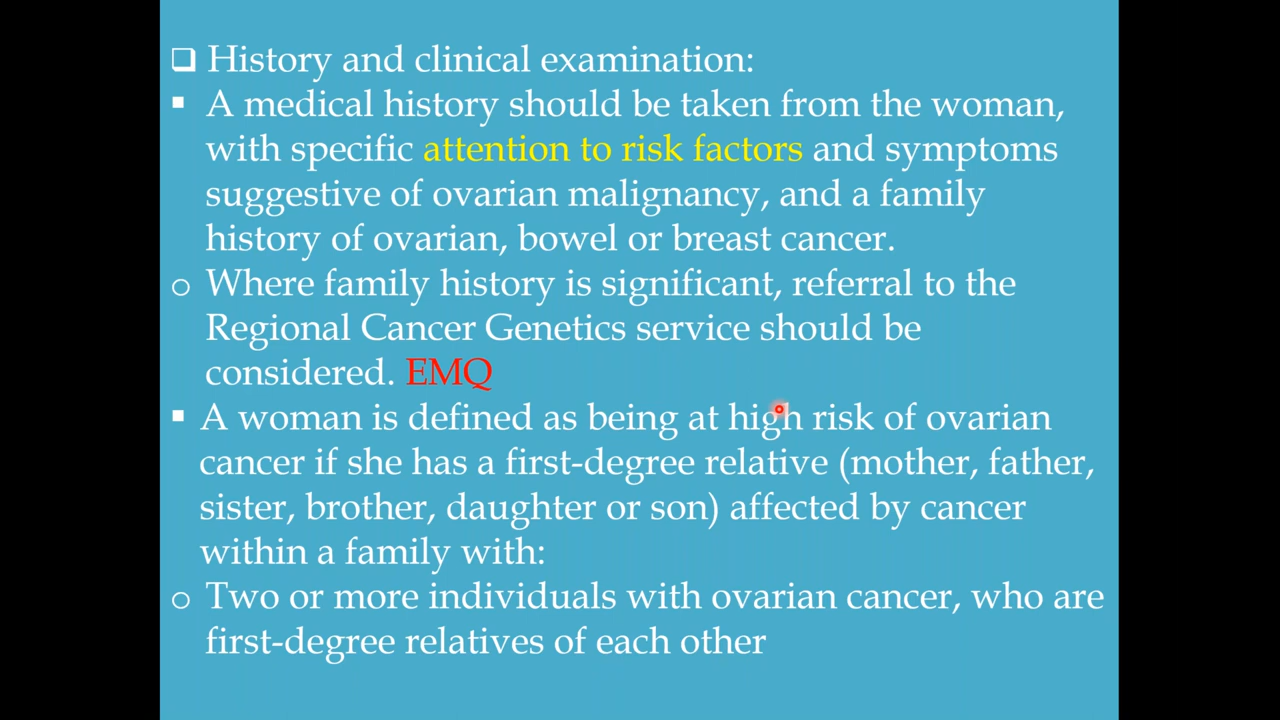 ❑ History and clinical examination:
▪ A medical history should be taken from the woman,
with specific attention to risk factors and symptoms
suggestive of ovarian malignancy, and a family
history of ovarian, bowel or breast cancer.
o Where family history is significant, referral to the
Regional Cancer Genetics service should be
considered. EMQ
▪ A woman is defined as being at high risk of ovarian
cancer if she has a first-degree relative (mother, father,
sister, brother, daughter or son) affected by cancer
within a family with:
o Two or more individuals with ovarian cancer, who are
first-degree relatives of each other